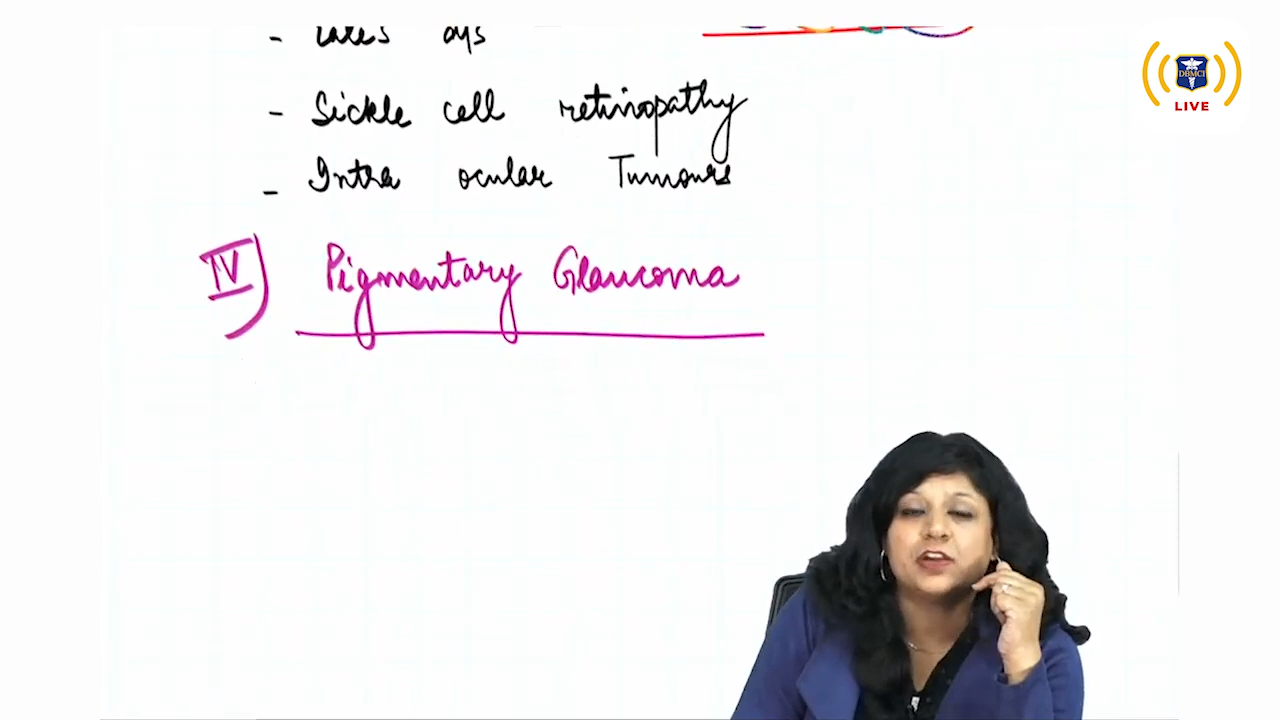 - Sickle cell retinopathy
- Intra ocular Tumours
IV) Pigmentary Glaucoma
DBMCI
LIVE